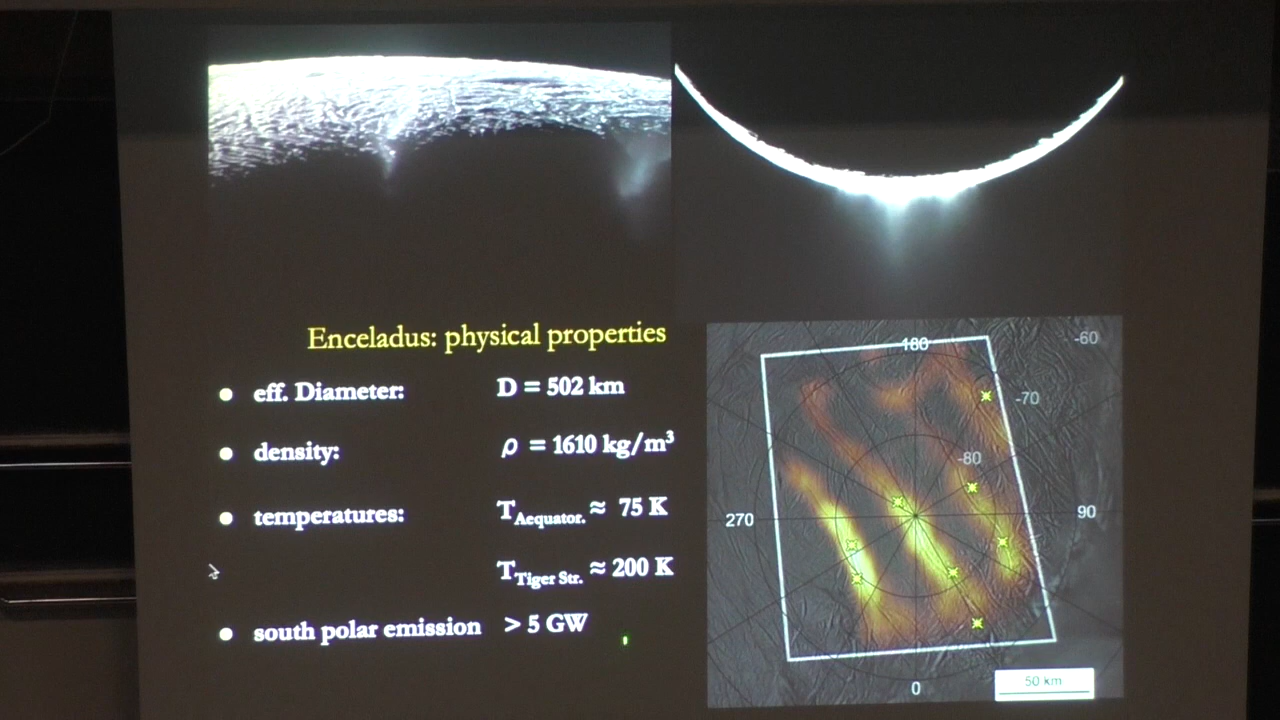 Enceladus: physical properties
• eff. Diameter: D = 502 km
• density: ρ = 1610 kg/m³
• temperatures: T_Aequator. ≈ 75 K
T_Tiger Str. ≈ 200 K
• south polar emission > 5 GW
180
-60
-70
-80
270
90
0
50 km